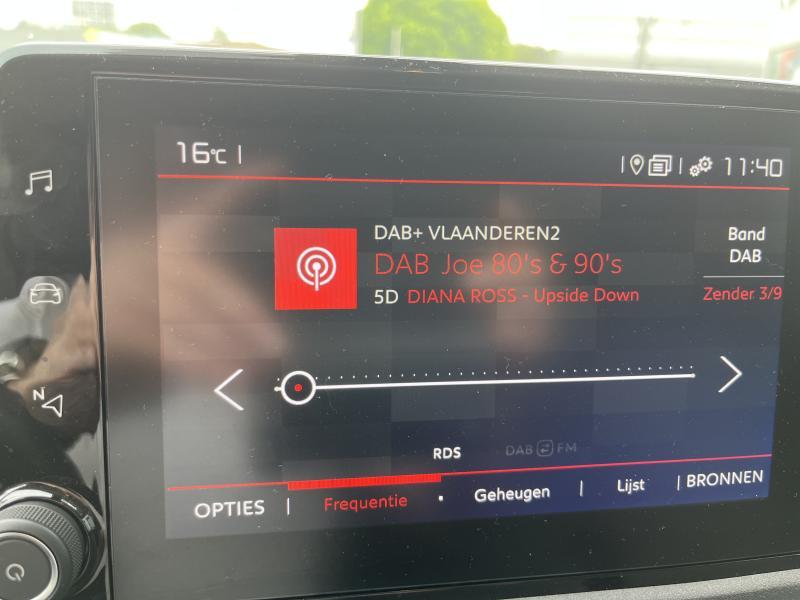 16°C
11:40
DAB+ VLAANDEREN2
DAB Joe 80's & 90's
5D DIANA ROSS - Upside Down
Band
DAB
Zender 3/9
N
RDS
DAB FM
OPTIES
Frequentie
Geheugen
Lijst
BRONNEN